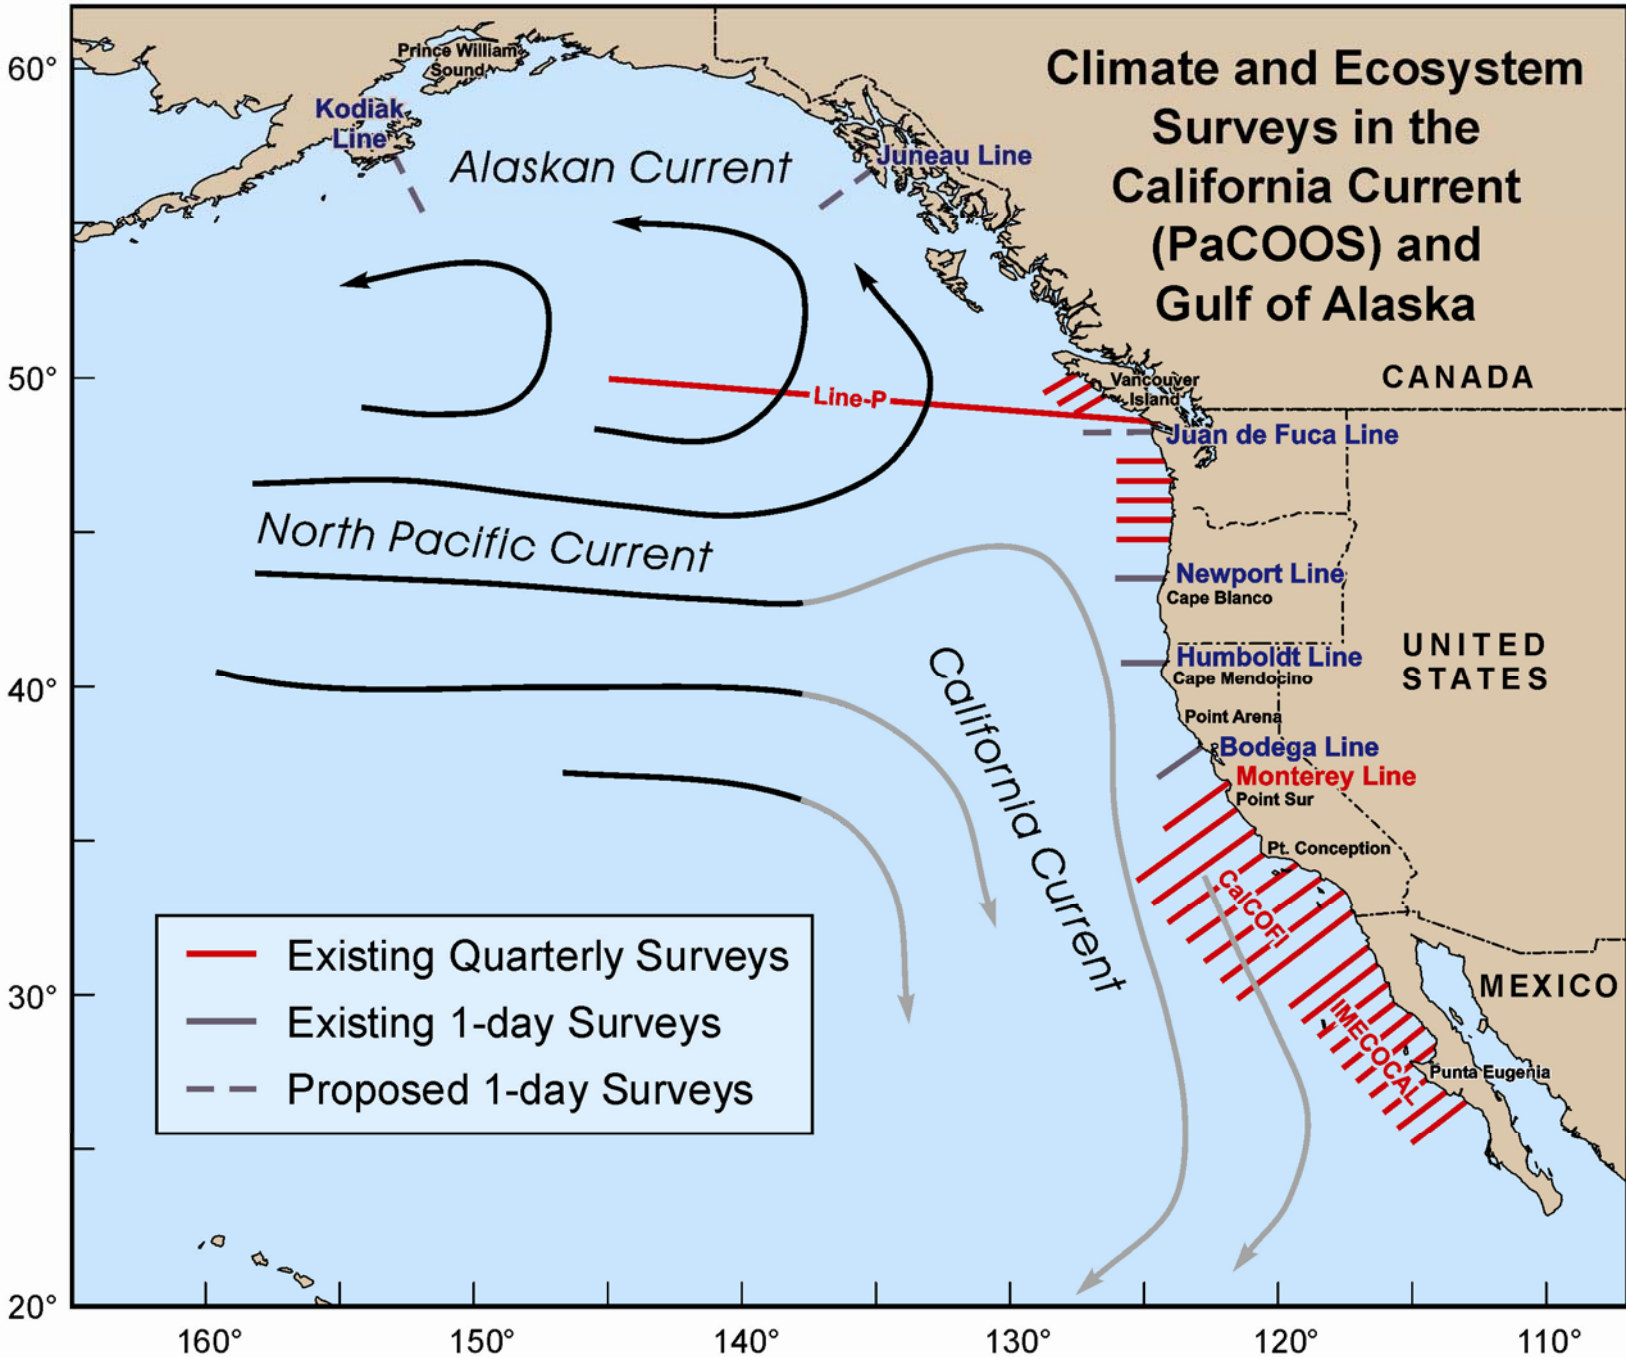 Climate and Ecosystem
Surveys in the
California Current
(PaCOOS) and
Gulf of Alaska
Prince William
Sound
Kodiak
Line
Alaskan Current
Juneau Line
Line-P
Vancouver
Island
CANADA
Juan de Fuca Line
North Pacific Current
Newport Line
Cape Blanco
UNITED
STATES
Humboldt Line
Cape Mendocino
California Current
Point Arena
Bodega Line
Monterey Line
Point Sur
Pt. Conception
CalCOFI
MEXICO
IMECOCAL
Punta Eugenia
Existing Quarterly Surveys
Existing 1-day Surveys
Proposed 1-day Surveys
60°
50°
40°
30°
20°
160°
150°
140°
130°
120°
110°